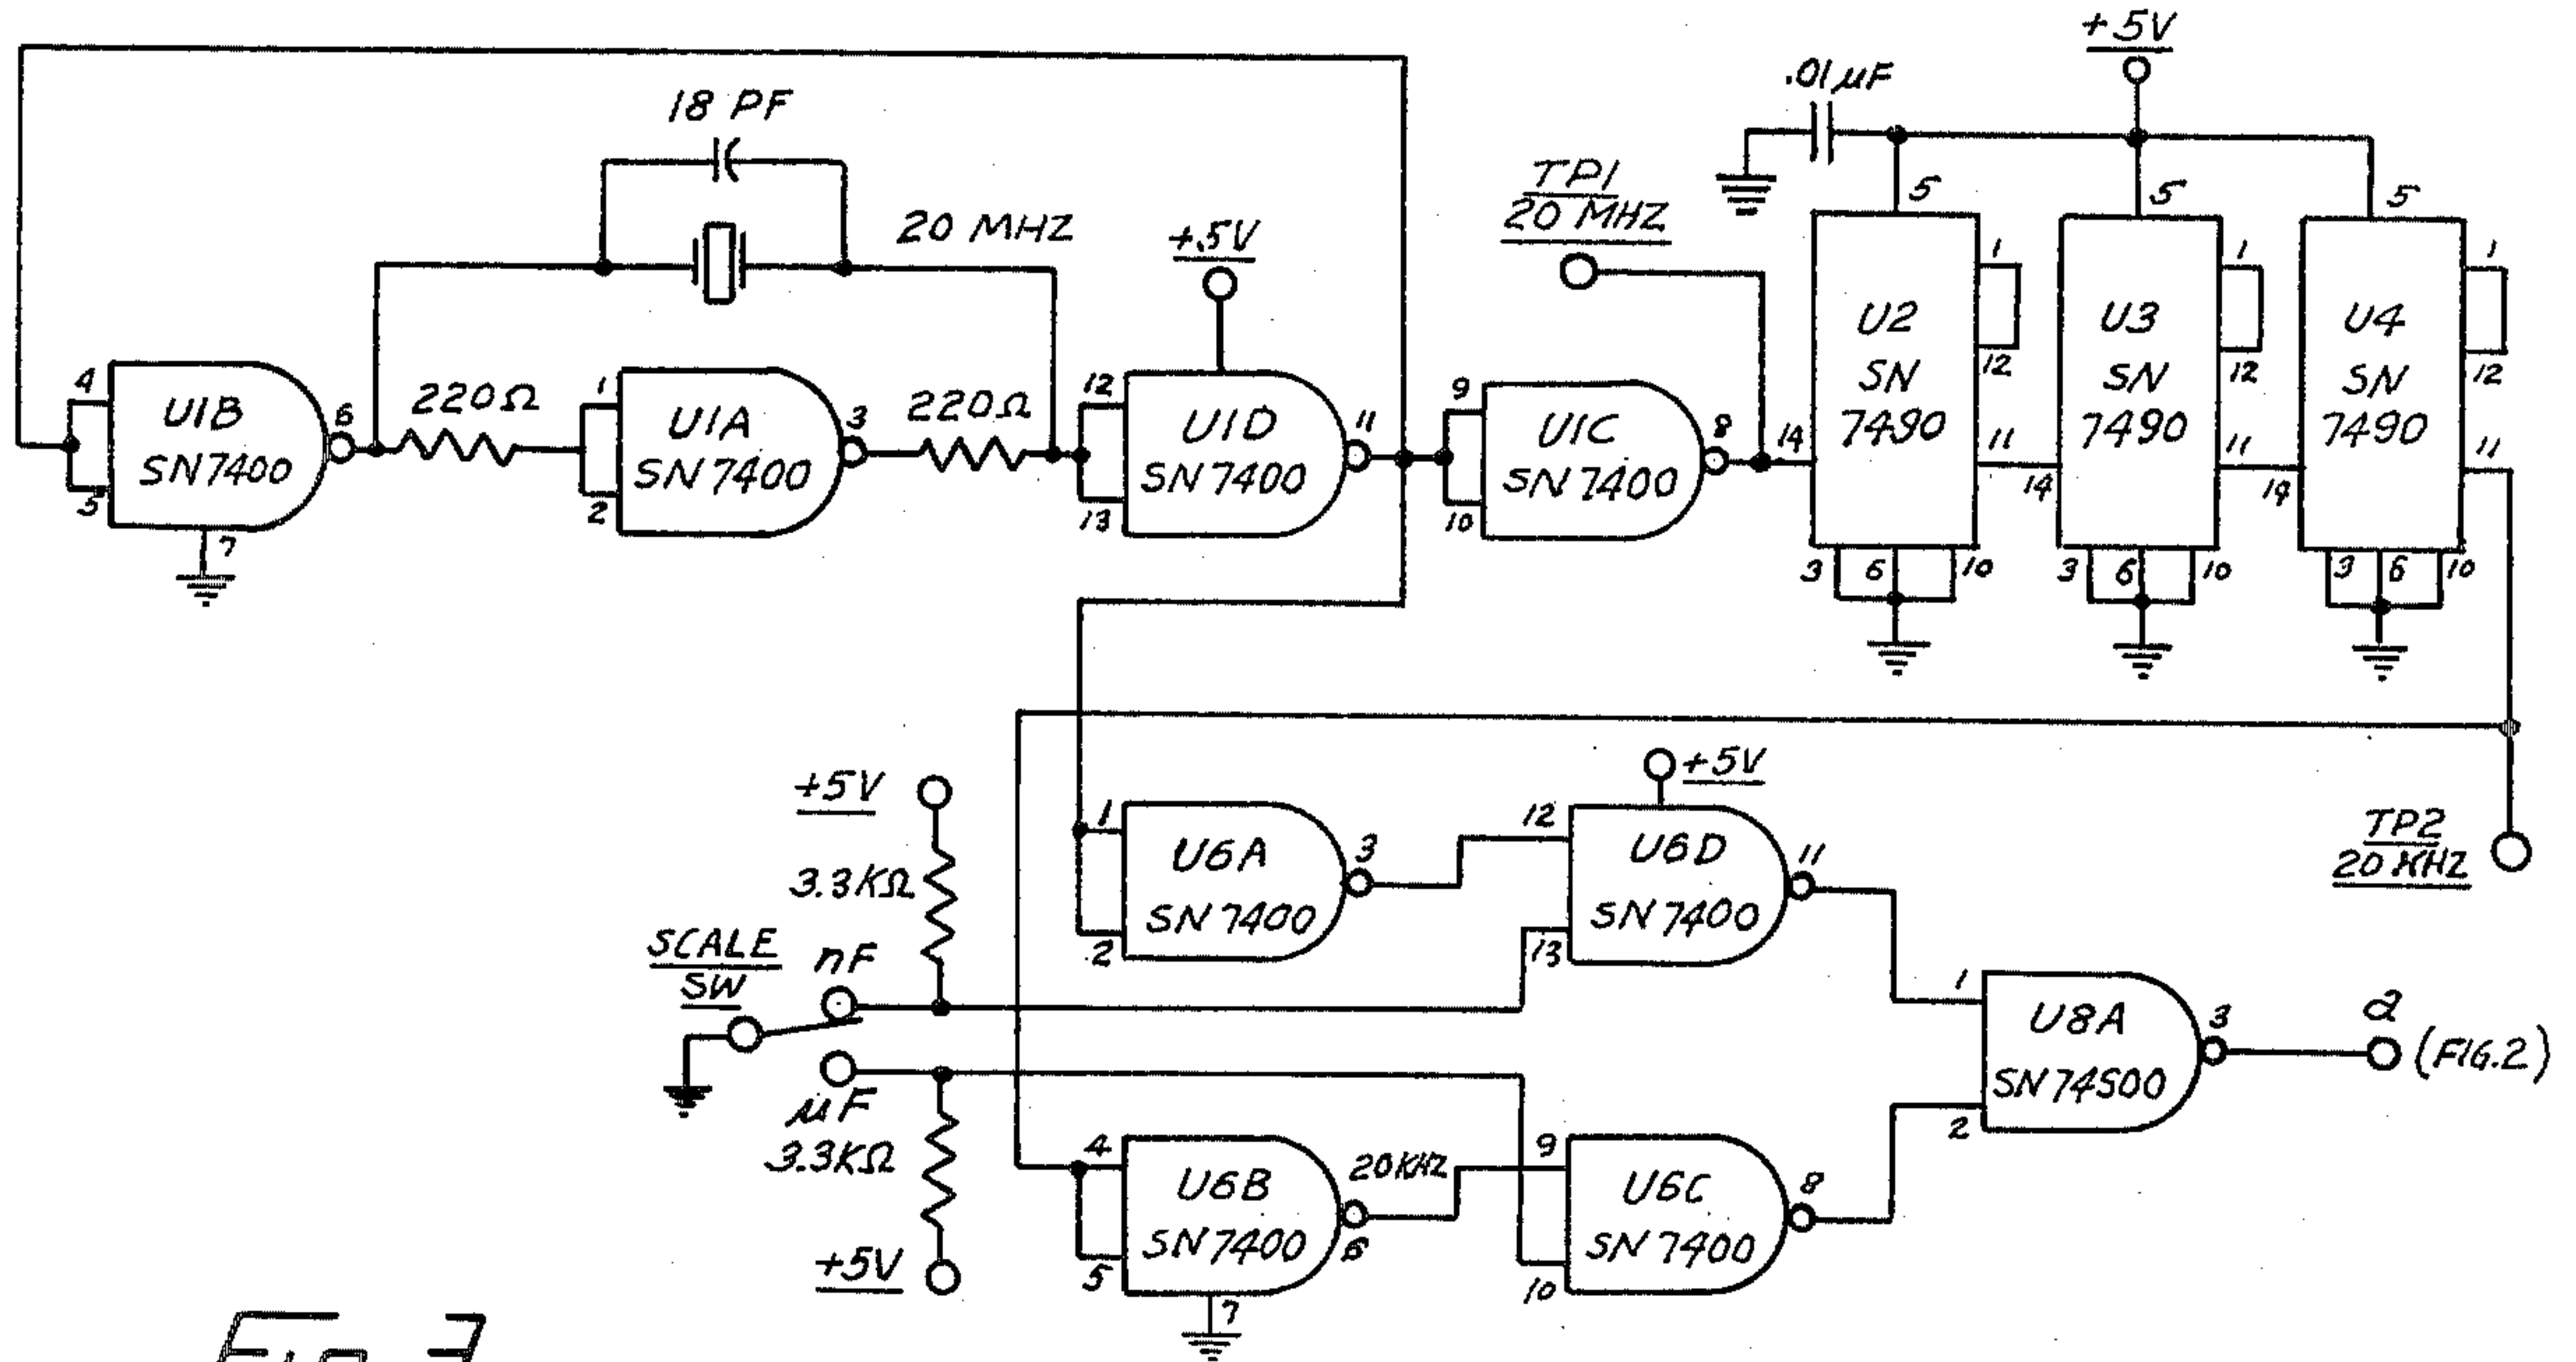 +5V
.01µF
18 PF
TP1
20 MHZ
20 MHZ
+.5V
5
5
5
1
1
1
U2
SN
7490
U3
SN
7490
U4
SN
7490
12
12
12
4
5
U1B
SN7400
6
7
220Ω
1
2
U1A
SN7400
3
220Ω
12
13
U1D
SN7400
11
9
10
U1C
SN7400
8
14
11
14
11
14
11
3
6
10
3
6
10
3
6
10
+5V
3.3KΩ
1
2
U6A
SN7400
3
+5V
12
13
U6D
SN7400
11
TP2
20 KHZ
SCALE
SW
nF
µF
3.3KΩ
+5V
4
5
U6B
SN7400
6
7
20KHZ
9
10
U6C
SN7400
8
1
2
U8A
SN74S00
3
a
(FIG.2)